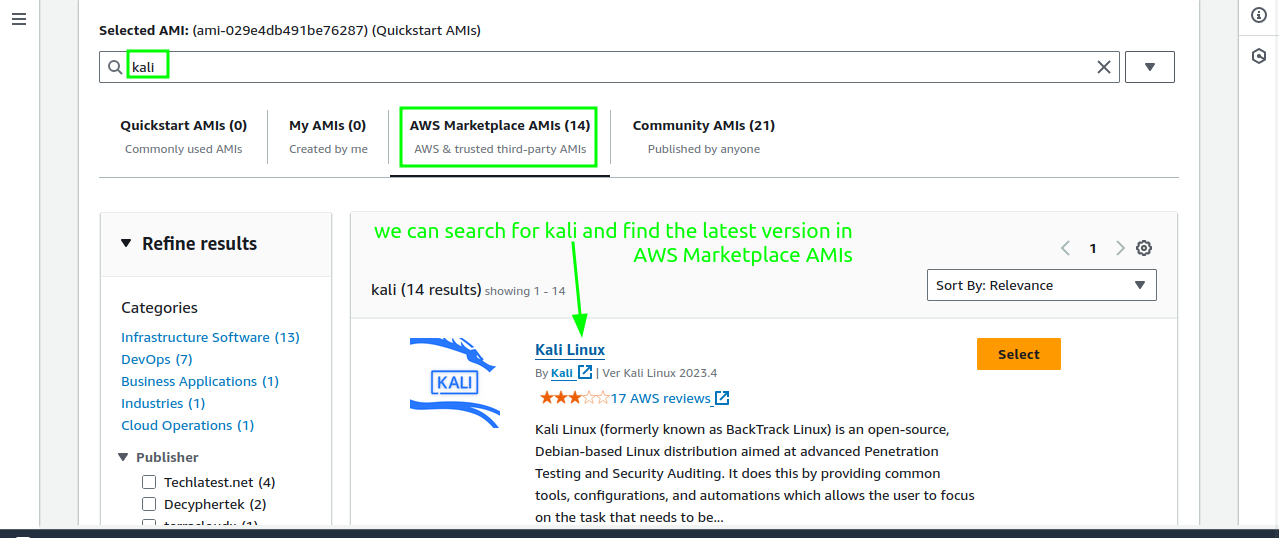 Selected AMI: (ami-029e4db491be76287) (Quickstart AMIs)
kali
Quickstart AMIs (0)
Commonly used AMIs
My AMIs (0)
Created by me
AWS Marketplace AMIs (14)
AWS & trusted third-party AMIs
Community AMIs (21)
Published by anyone
Refine results
Categories
Infrastructure Software (13)
DevOps (7)
Business Applications (1)
Industries (1)
Cloud Operations (1)
Publisher
Techlatest.net (4)
Decyphertek (2)
we can search for kali and find the latest version in
AWS Marketplace AMIs
1
kali (14 results) showing 1 - 14
Sort By: Relevance
KALI
Kali Linux
By Kali | Ver Kali Linux 2023.4
17 AWS reviews
Select
Kali Linux (formerly known as BackTrack Linux) is an open-source,
Debian-based Linux distribution aimed at advanced Penetration
Testing and Security Auditing. It does this by providing common
tools, configurations, and automations which allows the user to focus
on the task that needs to be...